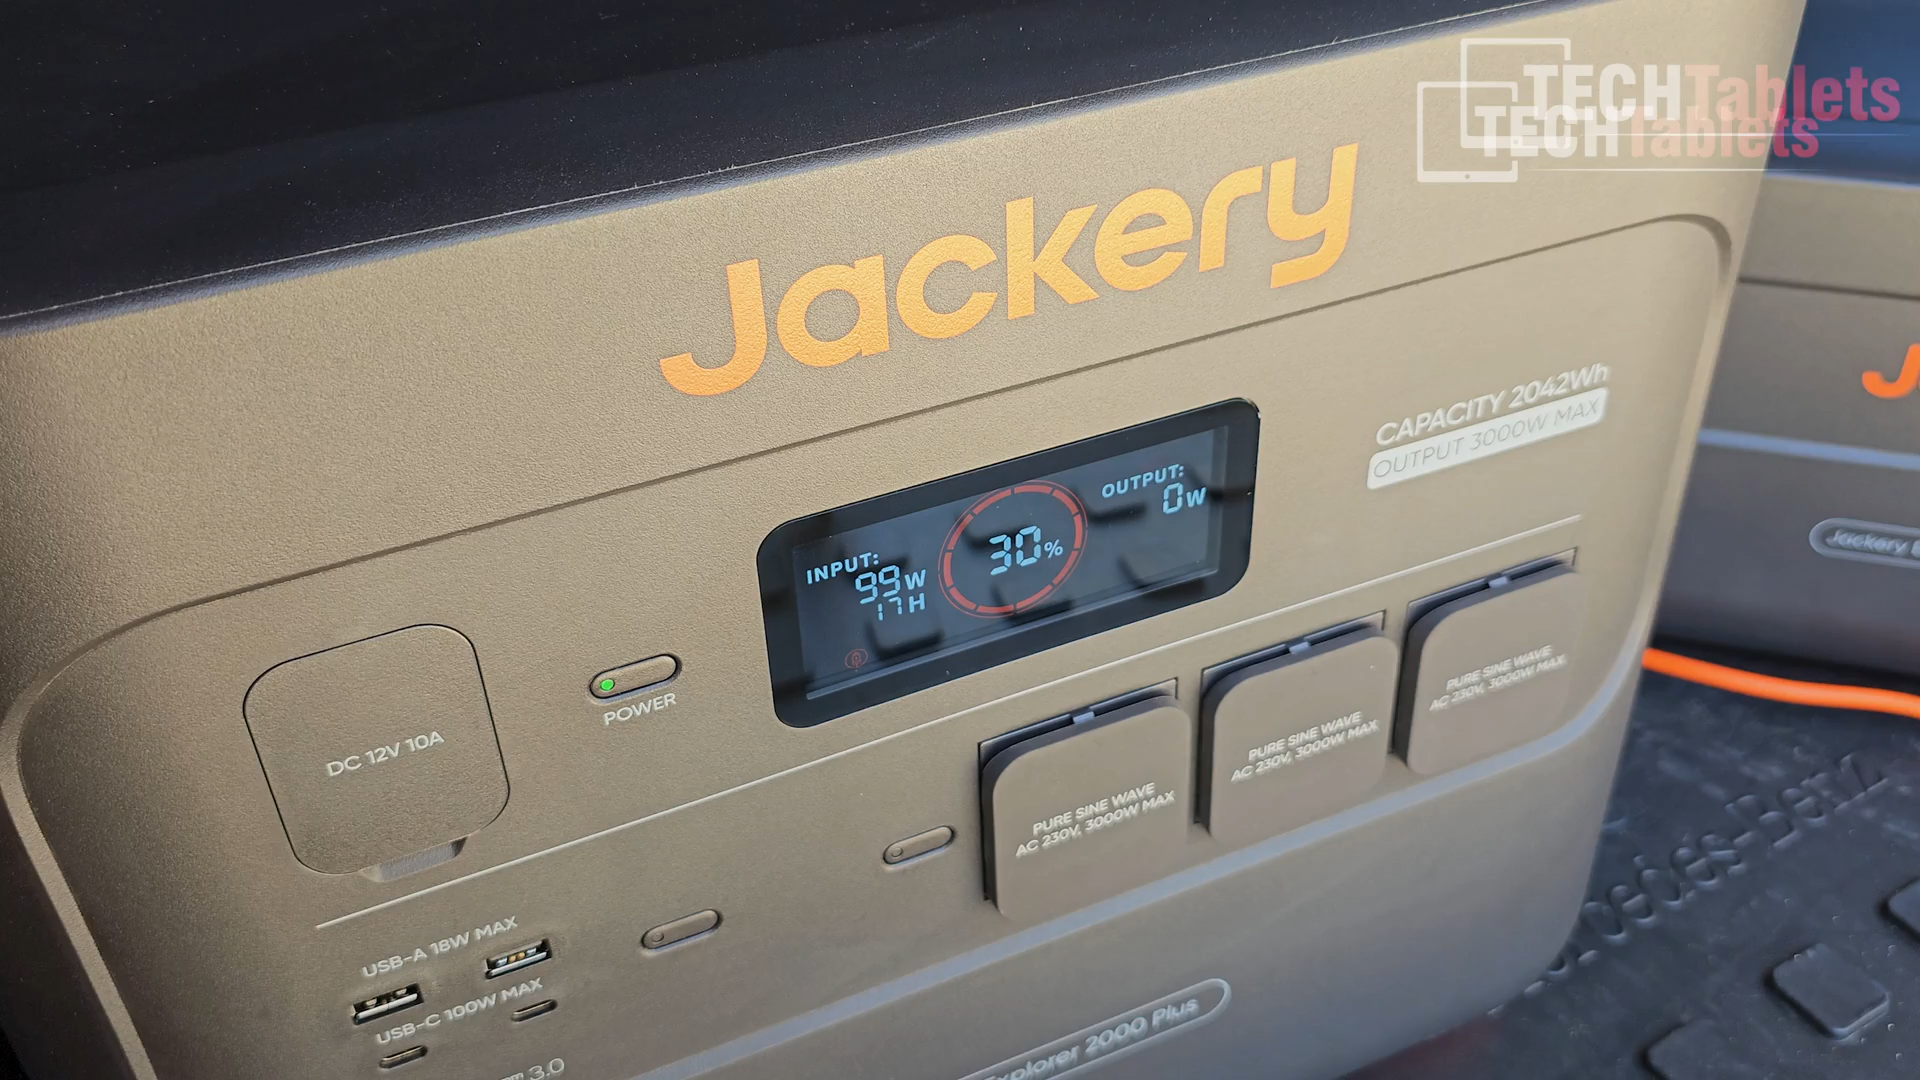 TECHTablets
TECHTablets
Jackery
CAPACITY 2042Wh
OUTPUT 3000W MAX
INPUT:
99W
17H
30%
OUTPUT:
0W
POWER
DC 12V 10A
PURE SINE WAVE
AC 230V, 3000W MAX
PURE SINE WAVE
AC 230V, 3000W MAX
PURE SINE WAVE
AC 230V, 3000W MAX
USB-A 18W MAX
USB-C 100W MAX
3.0
Explorer 2000 Plus
J
Jackery
cedes-Benz